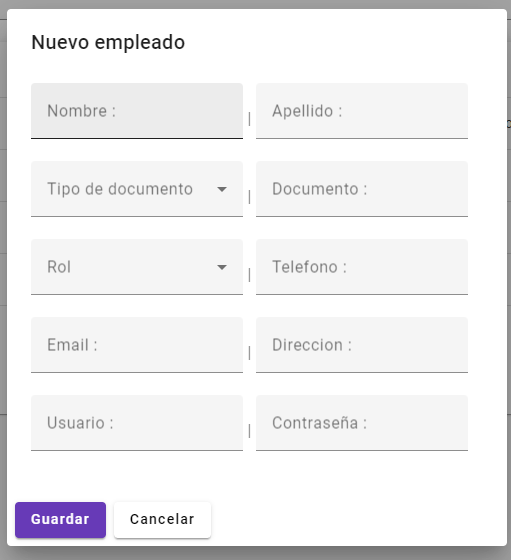 Nuevo empleado
Nombre : | Apellido :
Tipo de documento | Documento :
Rol | Telefono :
Email : | Direccion :
Usuario : | Contraseña :
Guardar Cancelar